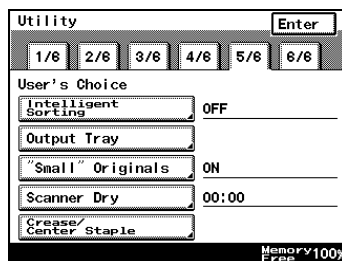 Utility
Enter
1/6 2/6 3/6 4/6 5/6 6/6
User's Choice
Intelligent
Sorting
OFF
Output Tray
"Small" Originals
ON
Scanner Dry
00:00
Crease/
Center Staple
Memory 100%
Free